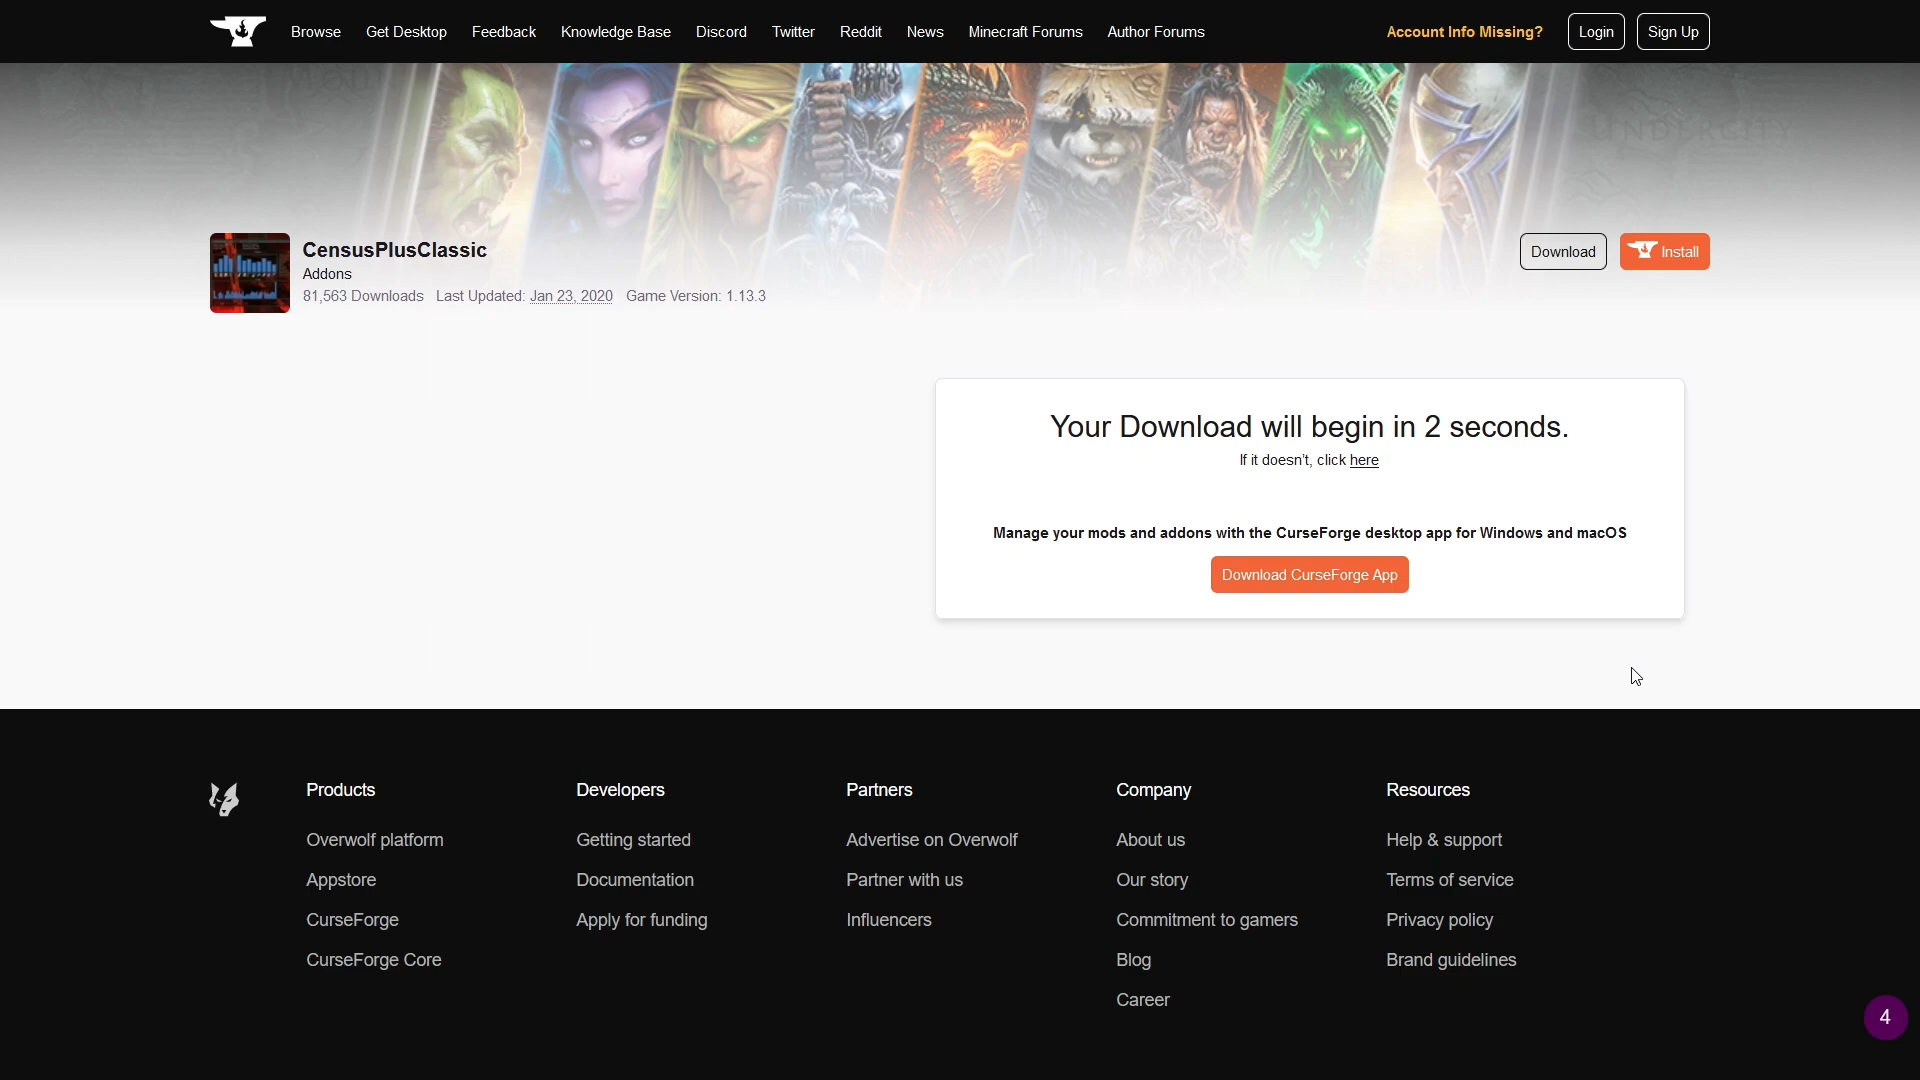 Browse Get Desktop Feedback Knowledge Base Discord Twitter Reddit News Minecraft Forums Author Forums Account Info Missing? Login Sign Up
CensusPlusClassic
Addons
81,563 Downloads Last Updated: Jan 23, 2020 Game Version: 1.13.3
Download Install
Your Download will begin in 2 seconds.
If it doesn't, click here
Manage your mods and addons with the CurseForge desktop app for Windows and macOS
Download CurseForge App
Products
Overwolf platform
Appstore
CurseForge
CurseForge Core
Developers
Getting started
Documentation
Apply for funding
Partners
Advertise on Overwolf
Partner with us
Influencers
Company
About us
Our story
Commitment to gamers
Blog
Career
Resources
Help & support
Terms of service
Privacy policy
Brand guidelines
4